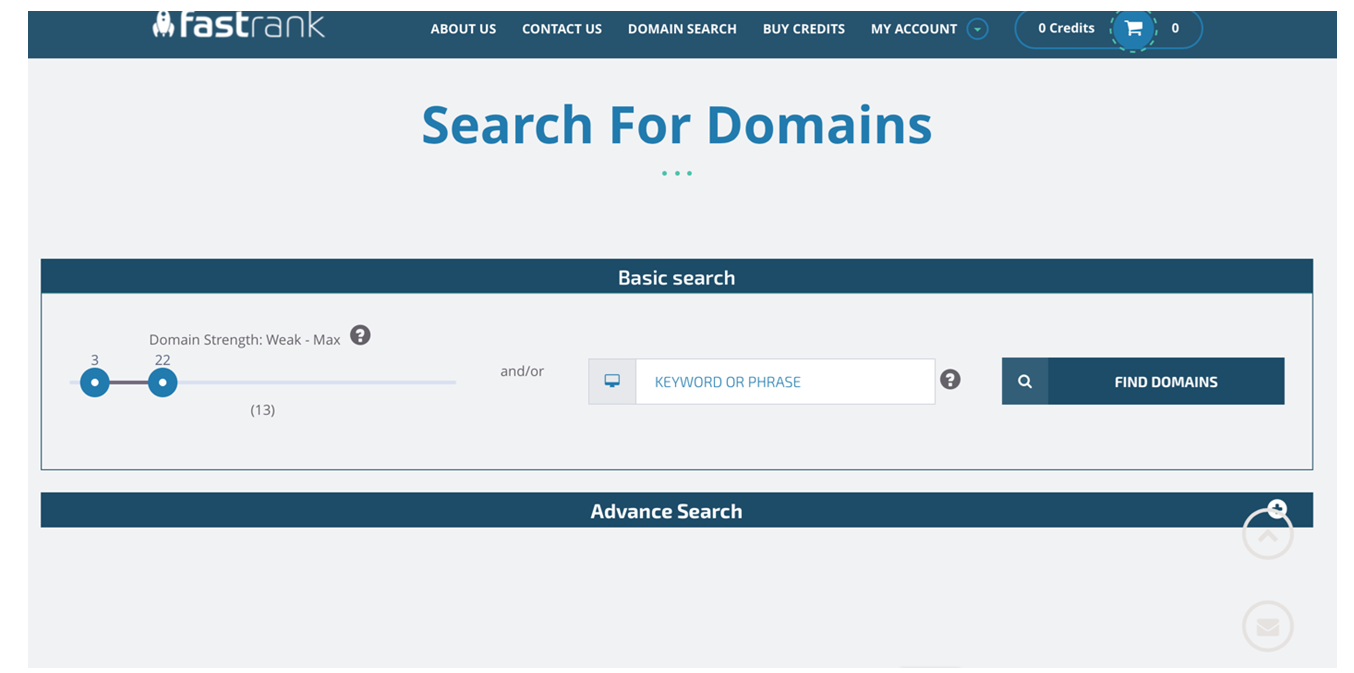 fastrank ABOUT US CONTACT US DOMAIN SEARCH BUY CREDITS MY ACCOUNT 0 Credits 0
Search For Domains
Basic search
Domain Strength: Weak - Max ?
3 22
and/or KEYWORD OR PHRASE ? FIND DOMAINS
(13)
Advance Search